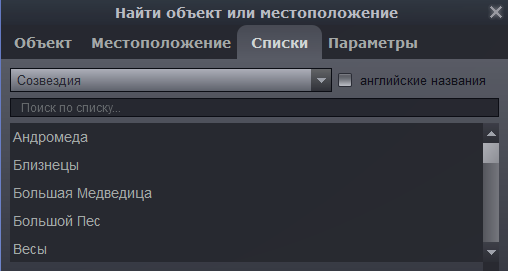 Найти объект или местоположение
Объект Местоположение Списки Параметры
Созвездия английские названия
Поиск по списку...
Андромеда
Близнецы
Большая Медведица
Большой Пес
Весы